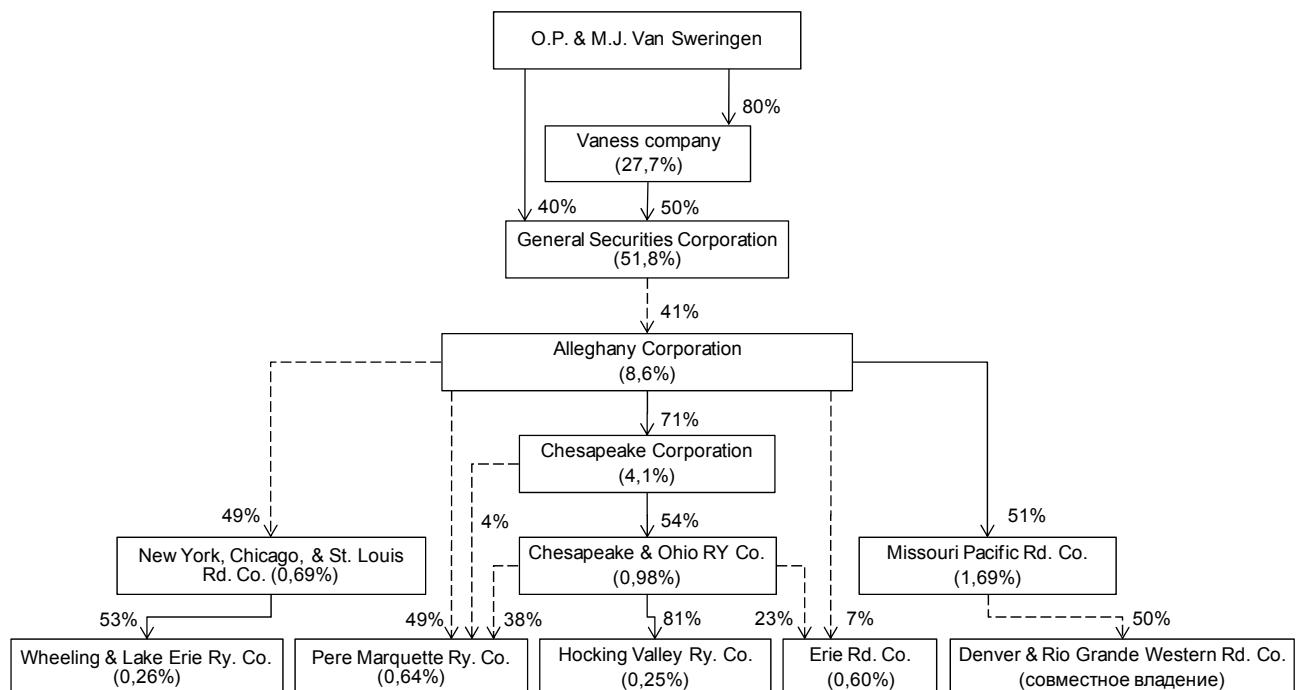 O.P. & M.J. Van Sweringen
80%
Vaness company
(27,7%)
40%
50%
General Securities Corporation
(51,8%)
41%
Alleghany Corporation
(8,6%)
71%
Chesapeake Corporation
(4,1%)
49%
4%
54%
51%
New York, Chicago, & St. Louis
Rd. Co. (0,69%)
Chesapeake & Ohio RY Co.
(0,98%)
Missouri Pacific Rd. Co.
(1,69%)
53%
49%
38%
81%
23%
7%
50%
Wheeling & Lake Erie Ry. Co.
(0,26%)
Pere Marquette Ry. Co.
(0,64%)
Hocking Valley Ry. Co.
(0,25%)
Erie Rd. Co.
(0,60%)
Denver & Rio Grande Western Rd. Co.
(совместное владение)